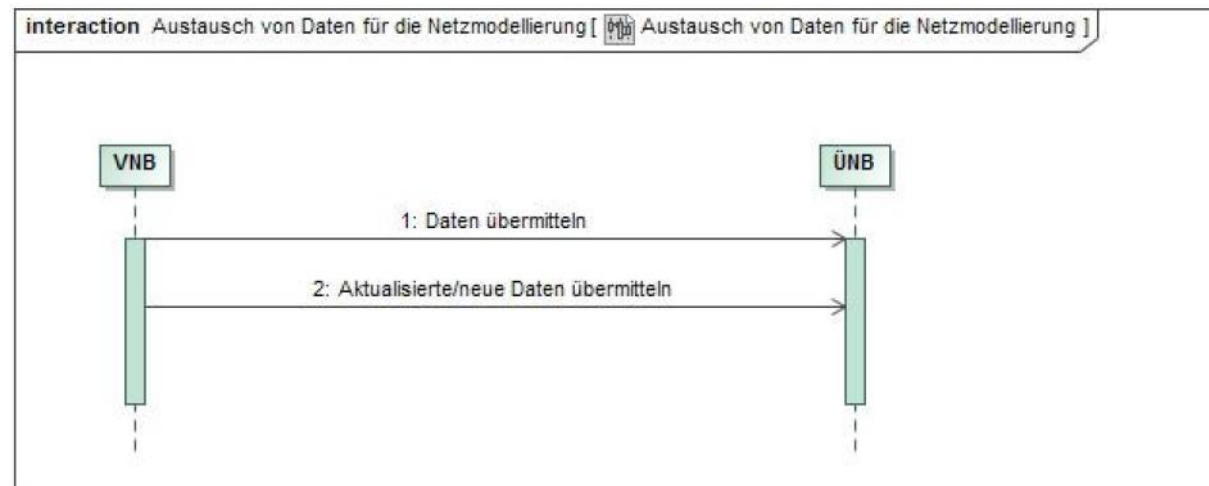 interaction Austausch von Daten für die Netzmodellierung [ Austausch von Daten für die Netzmodellierung ]
VNB ÜNB
1: Daten übermitteln
2: Aktualisierte/neue Daten übermitteln